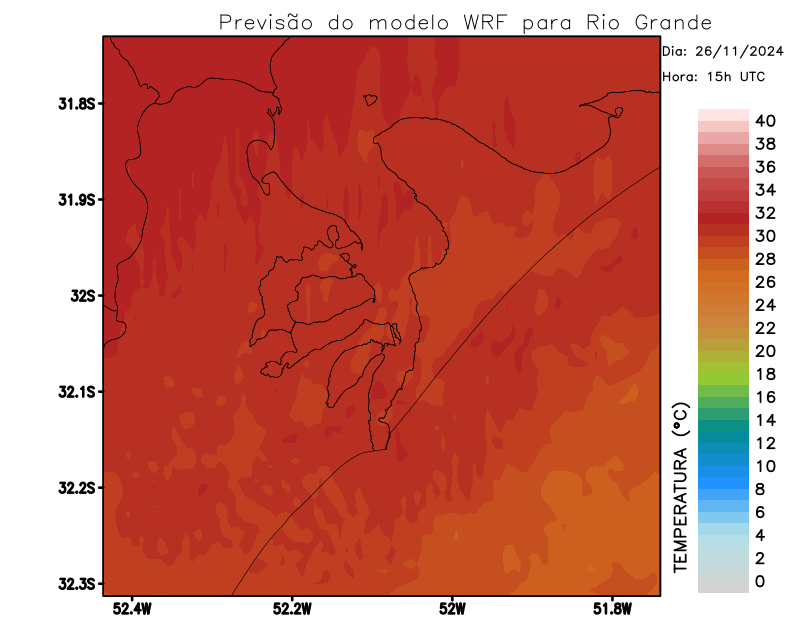 Previsão do modelo WRF para Rio Grande
Dia: 26/11/2024
Hora: 15h UTC
31.8S
31.9S
32S
32.1S
32.2S
32.3S
52.4W
52.2W
52W
51.8W
TEMPERATURA (°C)
40
38
36
34
32
30
28
26
24
22
20
18
16
14
12
10
8
6
4
2
0